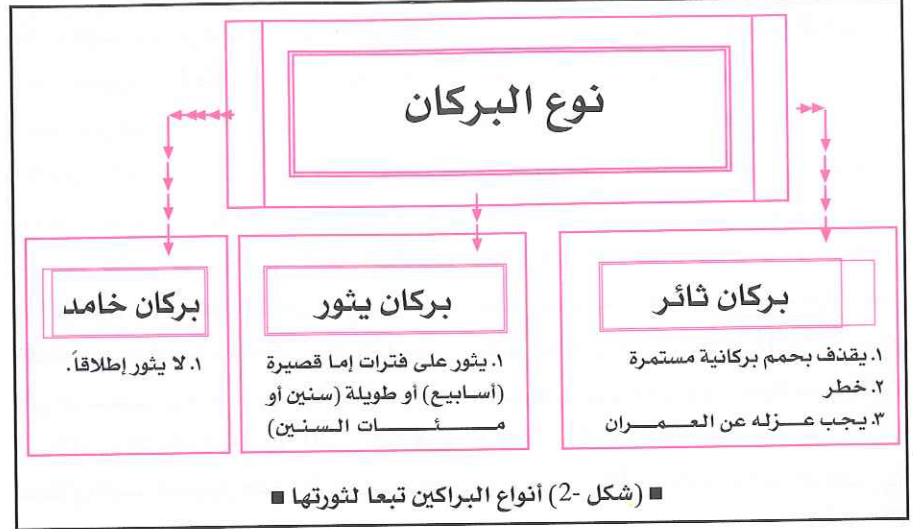 نوع البركان
بركان ثائر
١. يقذف بحمم بركانية مستمرة
٢. خطر
٣. يجب عزله عن العمران
بركان يثور
١. يثور على فترات إما قصيرة
(أسابيع) أو طويلة (سنين أو
مئات السنين)
بركان خامد
١. لا يثور إطلاقاً.
■ (شكل -2) أنواع البراكين تبعا لثورتها ■